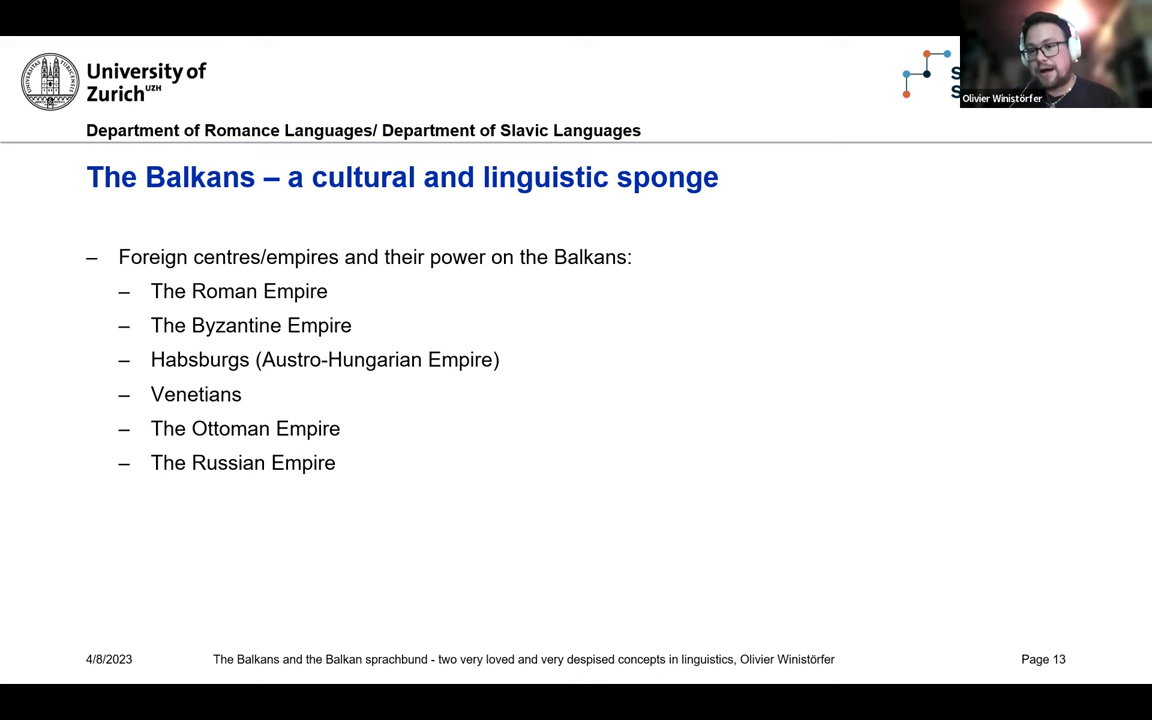 University of
Zurich UZH
S
S
Olivier Winistörfer
Department of Romance Languages/ Department of Slavic Languages
The Balkans – a cultural and linguistic sponge
– Foreign centres/empires and their power on the Balkans:
– The Roman Empire
– The Byzantine Empire
– Habsburgs (Austro-Hungarian Empire)
– Venetians
– The Ottoman Empire
– The Russian Empire
4/8/2023 The Balkans and the Balkan sprachbund - two very loved and very despised concepts in linguistics, Olivier Winistörfer Page 13